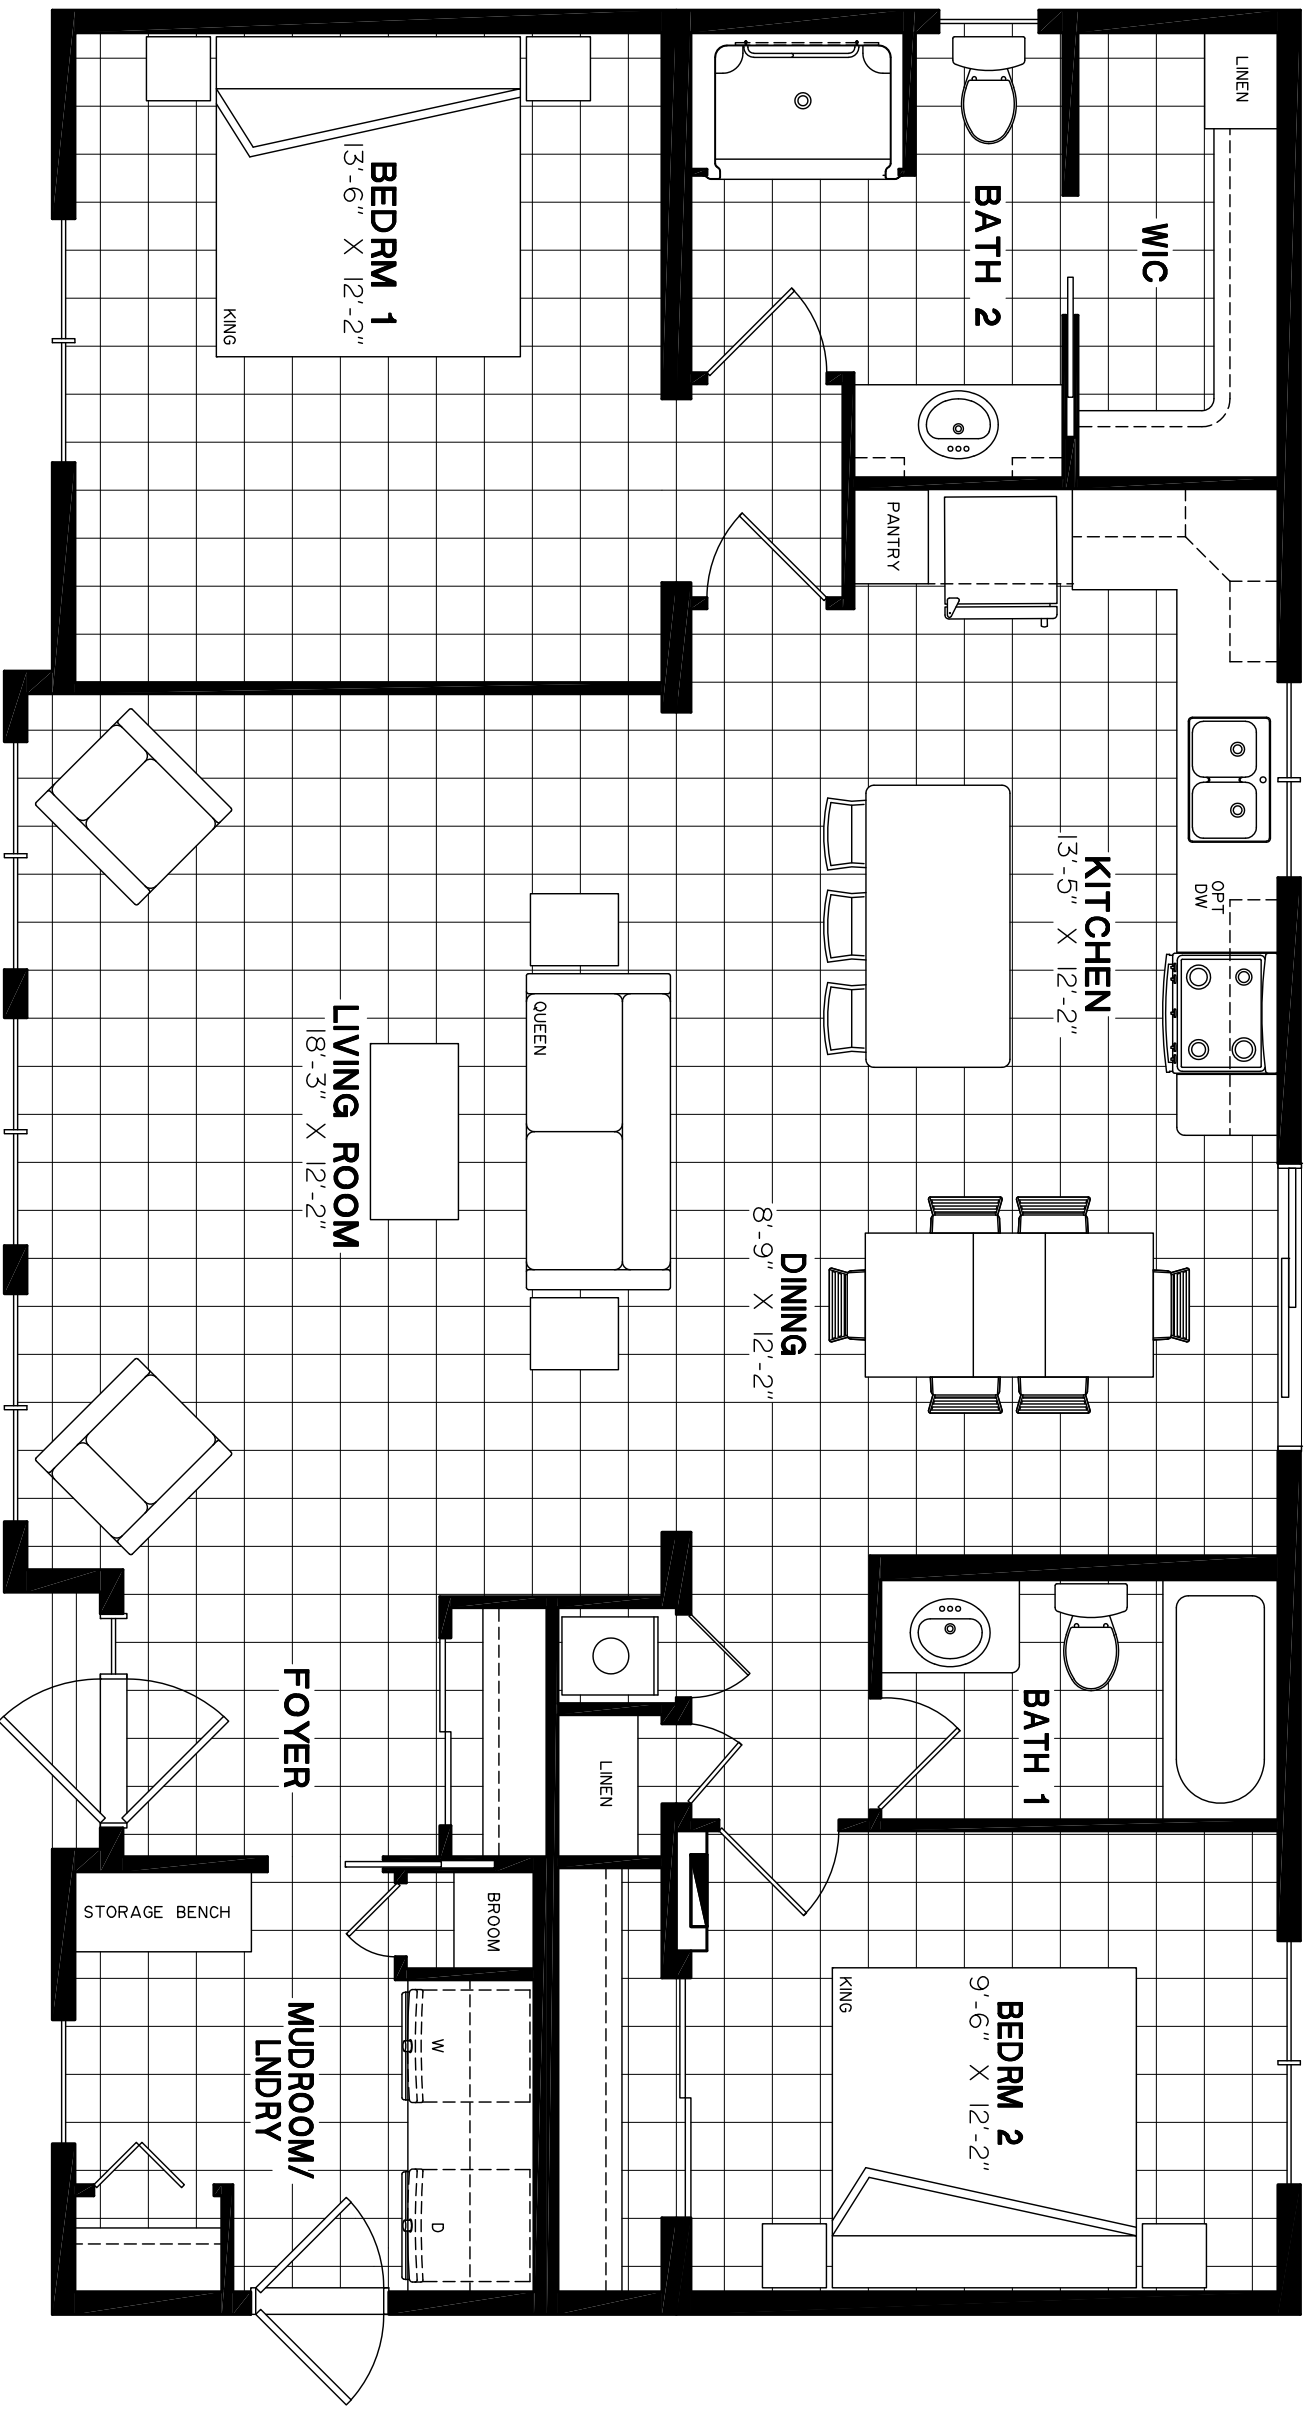 LINEN
WIC
BATH 2
BEDRM 1
13'-6" X 12'-2"
KING
PANTRY
KITCHEN
13'-5" X 12'-2"
OPT
DW
QUEEN
LIVING ROOM
18'-3" X 12'-2"
DINING
8'-9" X 12'-2"
BATH 1
FOYER
LINEN
STORAGE BENCH
BROOM
MUDROOM/
LNDRY
W
D
KING
BEDRM 2
9'-6" X 12'-2"